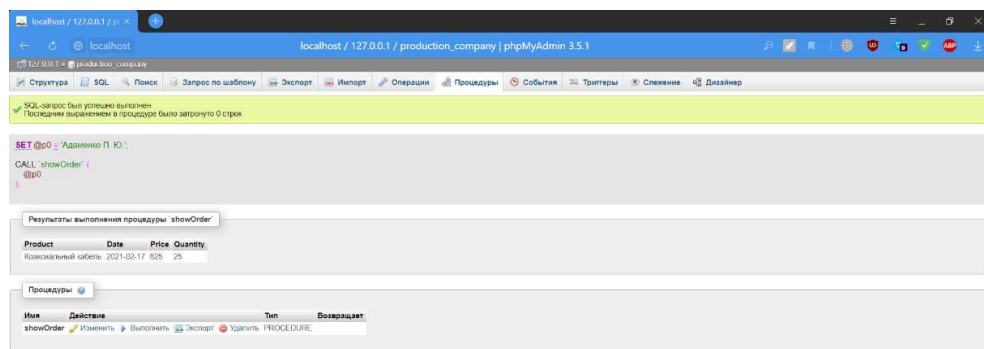 localhost / 127.0.0.1 / p
localhost
localhost / 127.0.0.1 / production_company | phpMyAdmin 3.5.1
127.0.0.1 » production_company
Структура SQL Поиск Запрос по шаблону Экспорт Импорт Операции Процедуры События Триггеры Слежение Дизайнер
SQL-запрос был успешно выполнен
Последним выражением в процедуре было затронуто 0 строк
SET @p0 = 'Адаменко П. Ю.';
CALL `showOrder` (
@p0
);
Результаты выполнения процедуры `showOrder`
Product Date Price Quantity
Коаксиальный кабель 2021-02-17 625 25
Процедуры
Имя Действие Тип Возвращает
showOrder Изменить Выполнить Экспорт Удалить PROCEDURE